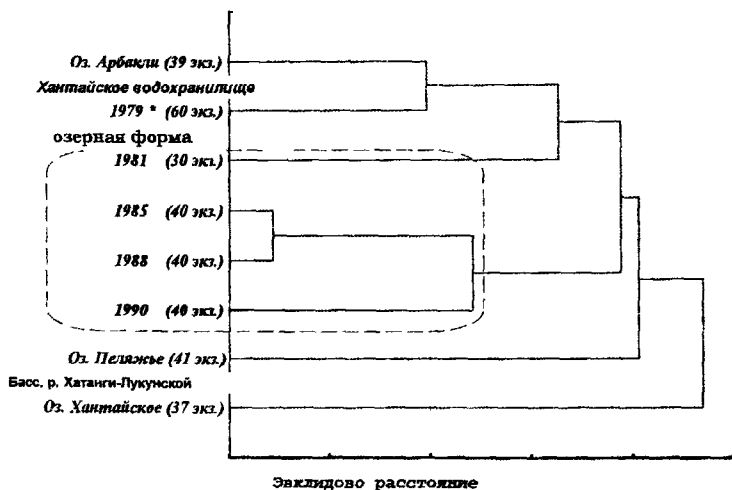 Оз. Арбакли (39 экз.)
Хантайское водохранилище
1979 * (60 экз.)
озерная форма
1981 (30 экз.)
1985 (40 экз.)
1988 (40 экз.)
1990 (40 экз.)
Оз. Пеляжье (41 экз.)
Басс. р. Хатанги-Лукунской
Оз. Хантайское (37 экз.)
Эвклидово расстояние